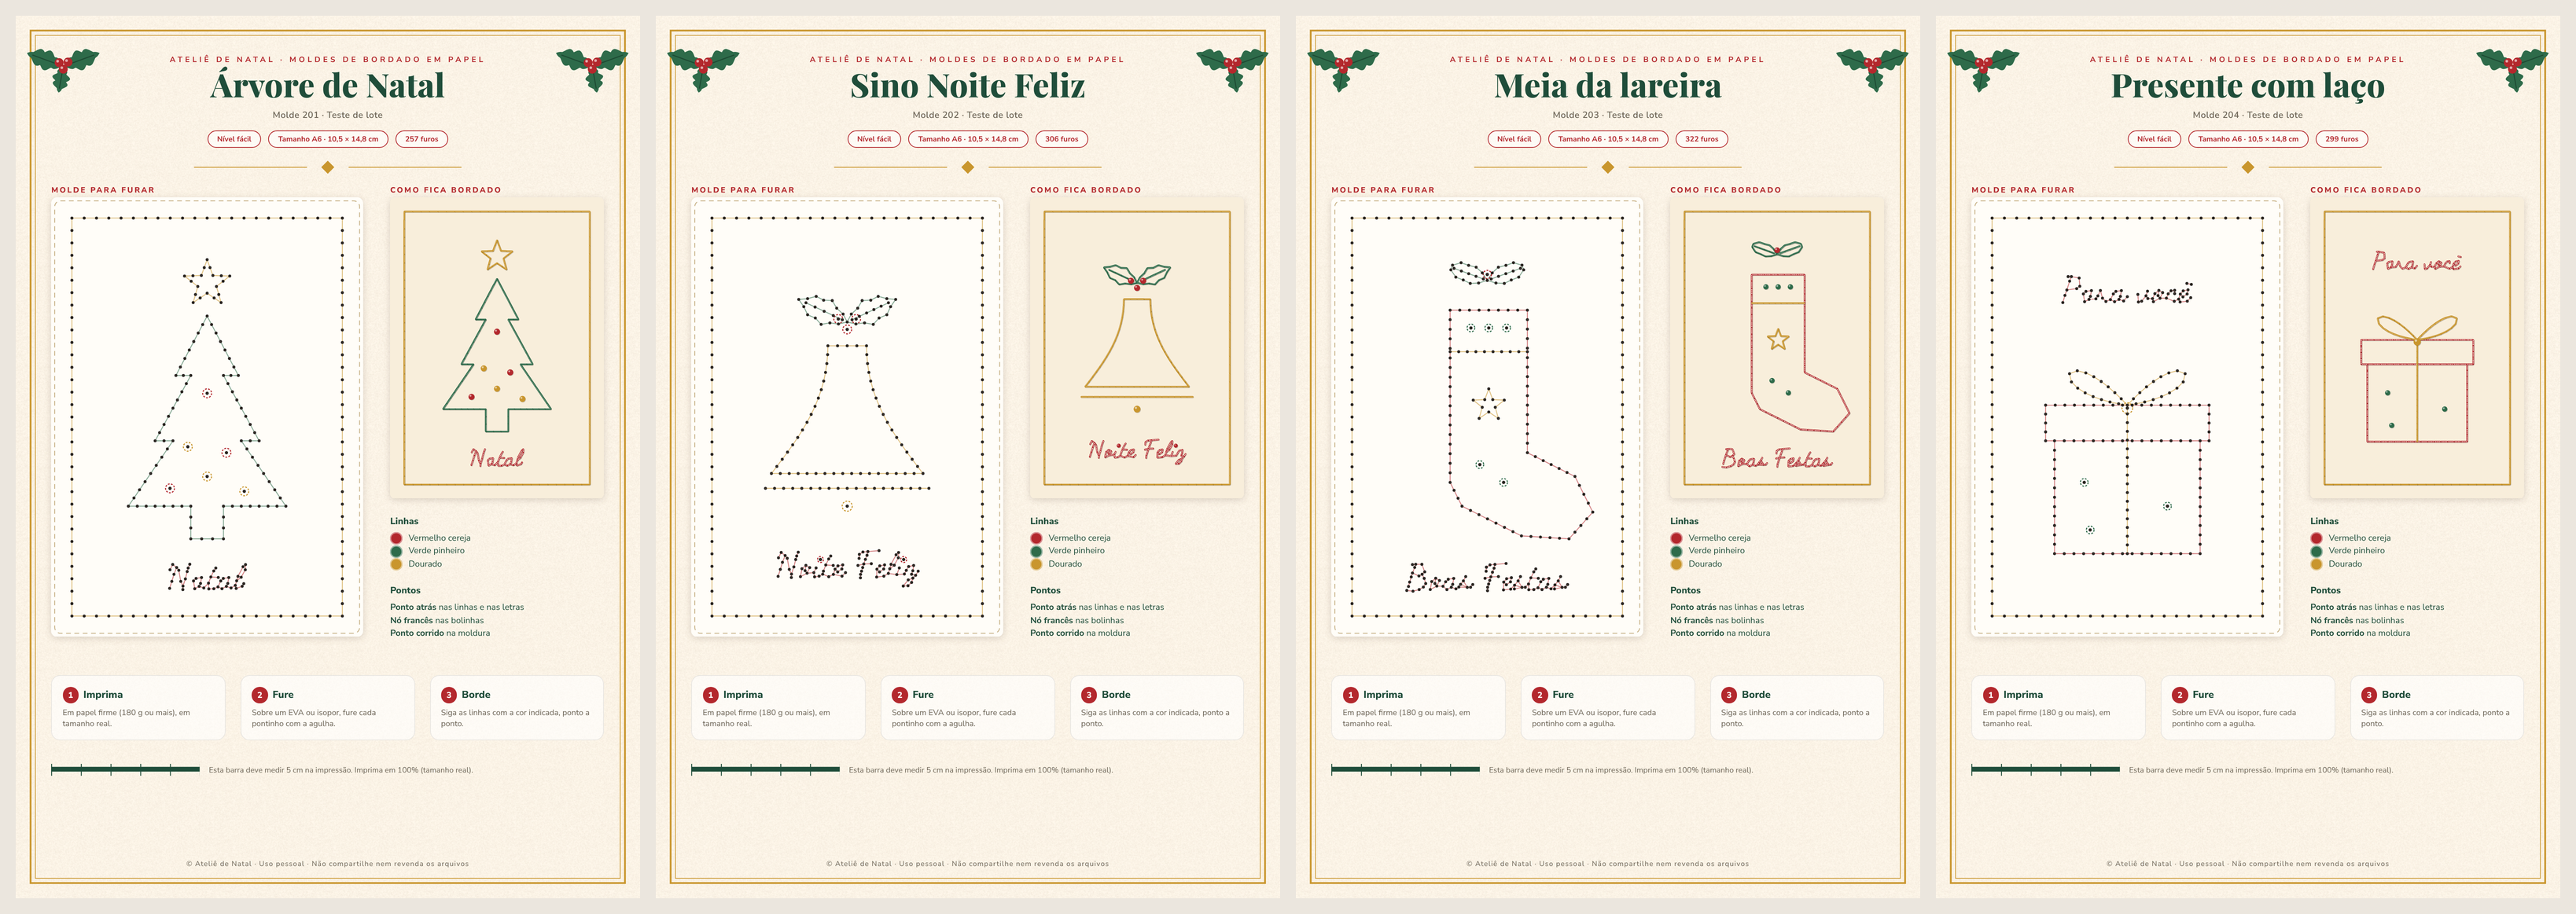 ATELIÊ DE NATAL · MOLDES DE BORDADO EM PAPEL
Árvore de Natal
Molde 201 · Teste de lote
Nível fácil
Tamanho A6 · 10,5 × 14,8 cm
257 furos
MOLDE PARA FURAR
COMO FICA BORDADO
Natal
Natal
Linhas
Vermelho cereja
Verde pinheiro
Dourado
Pontos
Ponto atrás nas linhas e nas letras
Nó francês nas bolinhas
Ponto corrido na moldura
1 Imprima
Em papel firme (180 g ou mais), em
tamanho real.
2 Fure
Sobre um EVA ou isopor, fure cada
pontinho com a agulha.
3 Borde
Siga as linhas com a cor indicada, ponto a
ponto.
Esta barra deve medir 5 cm na impressão. Imprima em 100% (tamanho real).
© Ateliê de Natal · Uso pessoal · Não compartilhe nem revenda os arquivos
ATELIÊ DE NATAL · MOLDES DE BORDADO EM PAPEL
Sino Noite Feliz
Molde 202 · Teste de lote
Nível fácil
Tamanho A6 · 10,5 × 14,8 cm
306 furos
MOLDE PARA FURAR
COMO FICA BORDADO
Noite Feliz
Noite Feliz
Linhas
Vermelho cereja
Verde pinheiro
Dourado
Pontos
Ponto atrás nas linhas e nas letras
Nó francês nas bolinhas
Ponto corrido na moldura
1 Imprima
Em papel firme (180 g ou mais), em
tamanho real.
2 Fure
Sobre um EVA ou isopor, fure cada
pontinho com a agulha.
3 Borde
Siga as linhas com a cor indicada, ponto a
ponto.
Esta barra deve medir 5 cm na impressão. Imprima em 100% (tamanho real).
© Ateliê de Natal · Uso pessoal · Não compartilhe nem revenda os arquivos
ATELIÊ DE NATAL · MOLDES DE BORDADO EM PAPEL
Meia da lareira
Molde 203 · Teste de lote
Nível fácil
Tamanho A6 · 10,5 × 14,8 cm
322 furos
MOLDE PARA FURAR
COMO FICA BORDADO
Boas Festas
Boas Festas
Linhas
Vermelho cereja
Verde pinheiro
Dourado
Pontos
Ponto atrás nas linhas e nas letras
Nó francês nas bolinhas
Ponto corrido na moldura
1 Imprima
Em papel firme (180 g ou mais), em
tamanho real.
2 Fure
Sobre um EVA ou isopor, fure cada
pontinho com a agulha.
3 Borde
Siga as linhas com a cor indicada, ponto a
ponto.
Esta barra deve medir 5 cm na impressão. Imprima em 100% (tamanho real).
© Ateliê de Natal · Uso pessoal · Não compartilhe nem revenda os arquivos
ATELIÊ DE NATAL · MOLDES DE BORDADO EM PAPEL
Presente com laço
Molde 204 · Teste de lote
Nível fácil
Tamanho A6 · 10,5 × 14,8 cm
299 furos
MOLDE PARA FURAR
COMO FICA BORDADO
Para você
Para você
Linhas
Vermelho cereja
Verde pinheiro
Dourado
Pontos
Ponto atrás nas linhas e nas letras
Nó francês nas bolinhas
Ponto corrido na moldura
1 Imprima
Em papel firme (180 g ou mais), em
tamanho real.
2 Fure
Sobre um EVA ou isopor, fure cada
pontinho com a agulha.
3 Borde
Siga as linhas com a cor indicada, ponto a
ponto.
Esta barra deve medir 5 cm na impressão. Imprima em 100% (tamanho real).
© Ateliê de Natal · Uso pessoal · Não compartilhe nem revenda os arquivos